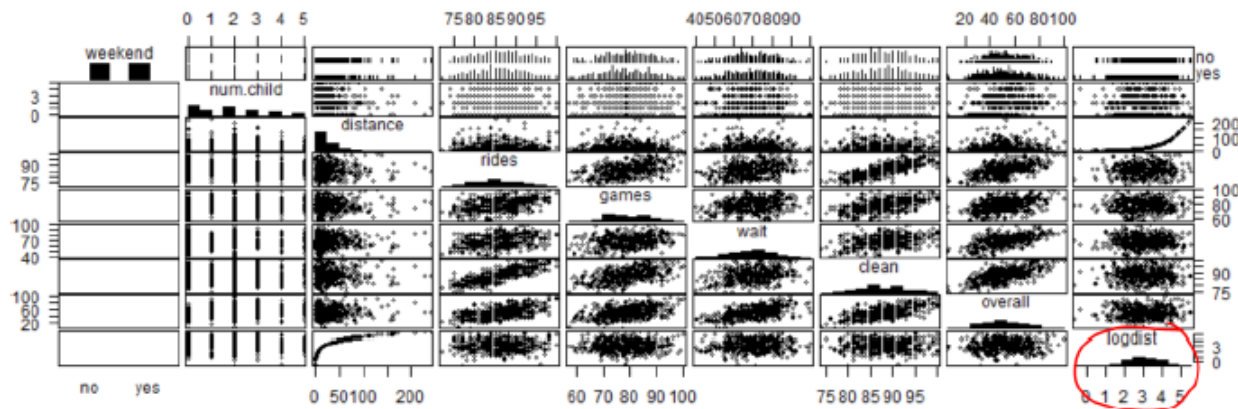 0 1 2 3 4 5 75 80 85 90 95 40 50 60 70 80 90 20 40 60 80 100
weekend
no
yes
num.child
3
0
distance
200
100
0
rides
90
75
games
100
80
60
wait
100
70
40
clean
90
75
overall
100
60
20
logdist
3
0
no yes 0 50 100 200 60 70 80 90 100 75 80 85 90 95 0 1 2 3 4 5